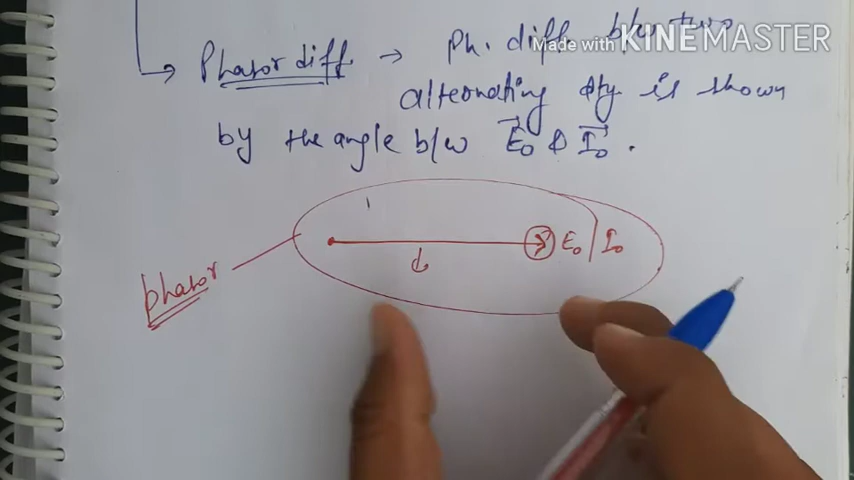 Made with KINEMASTER
Phasor diff → Ph. diff b/w two
alternating qty is shown
by the angle b/w E₀ & I₀.
E₀ / I₀
phasor